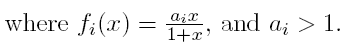 where $f_i(x) = \frac{a_i x}{1+x}$, and $a_i > 1$.